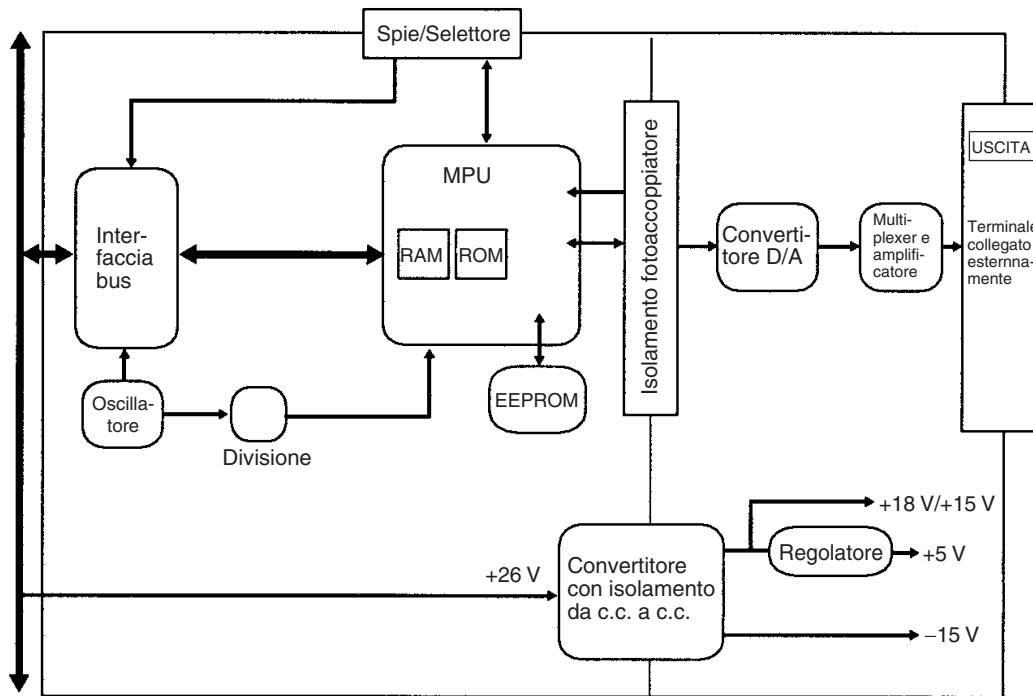 Spie/Selettore
Inter-
faccia
bus
MPU
RAM
ROM
Isolamento fotoaccoppiatore
Converti-
tore D/A
Multi-
plexer e
amplifi-
catore
USCITA
Terminale
collegato
esternna-
mente
Oscilla-
tore
Divisione
EEPROM
+26 V
Convertitore
con isolamento
da c.c. a c.c.
+18 V/+15 V
Regolatore
+5 V
−15 V